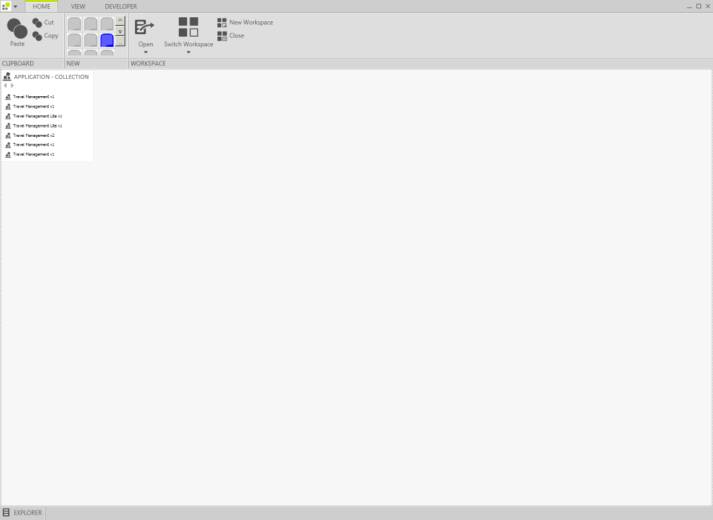 HOME VIEW DEVELOPER
Paste
Cut
Copy
Open
Switch Workspace
New Workspace
Close
CLIPBOARD NEW WORKSPACE
APPLICATION - COLLECTION
Travel Management v1
Travel Management v1
Travel Management Lite v1
Travel Management Lite v1
Travel Management v2
Travel Management v1
Travel Management v1
EXPLORER